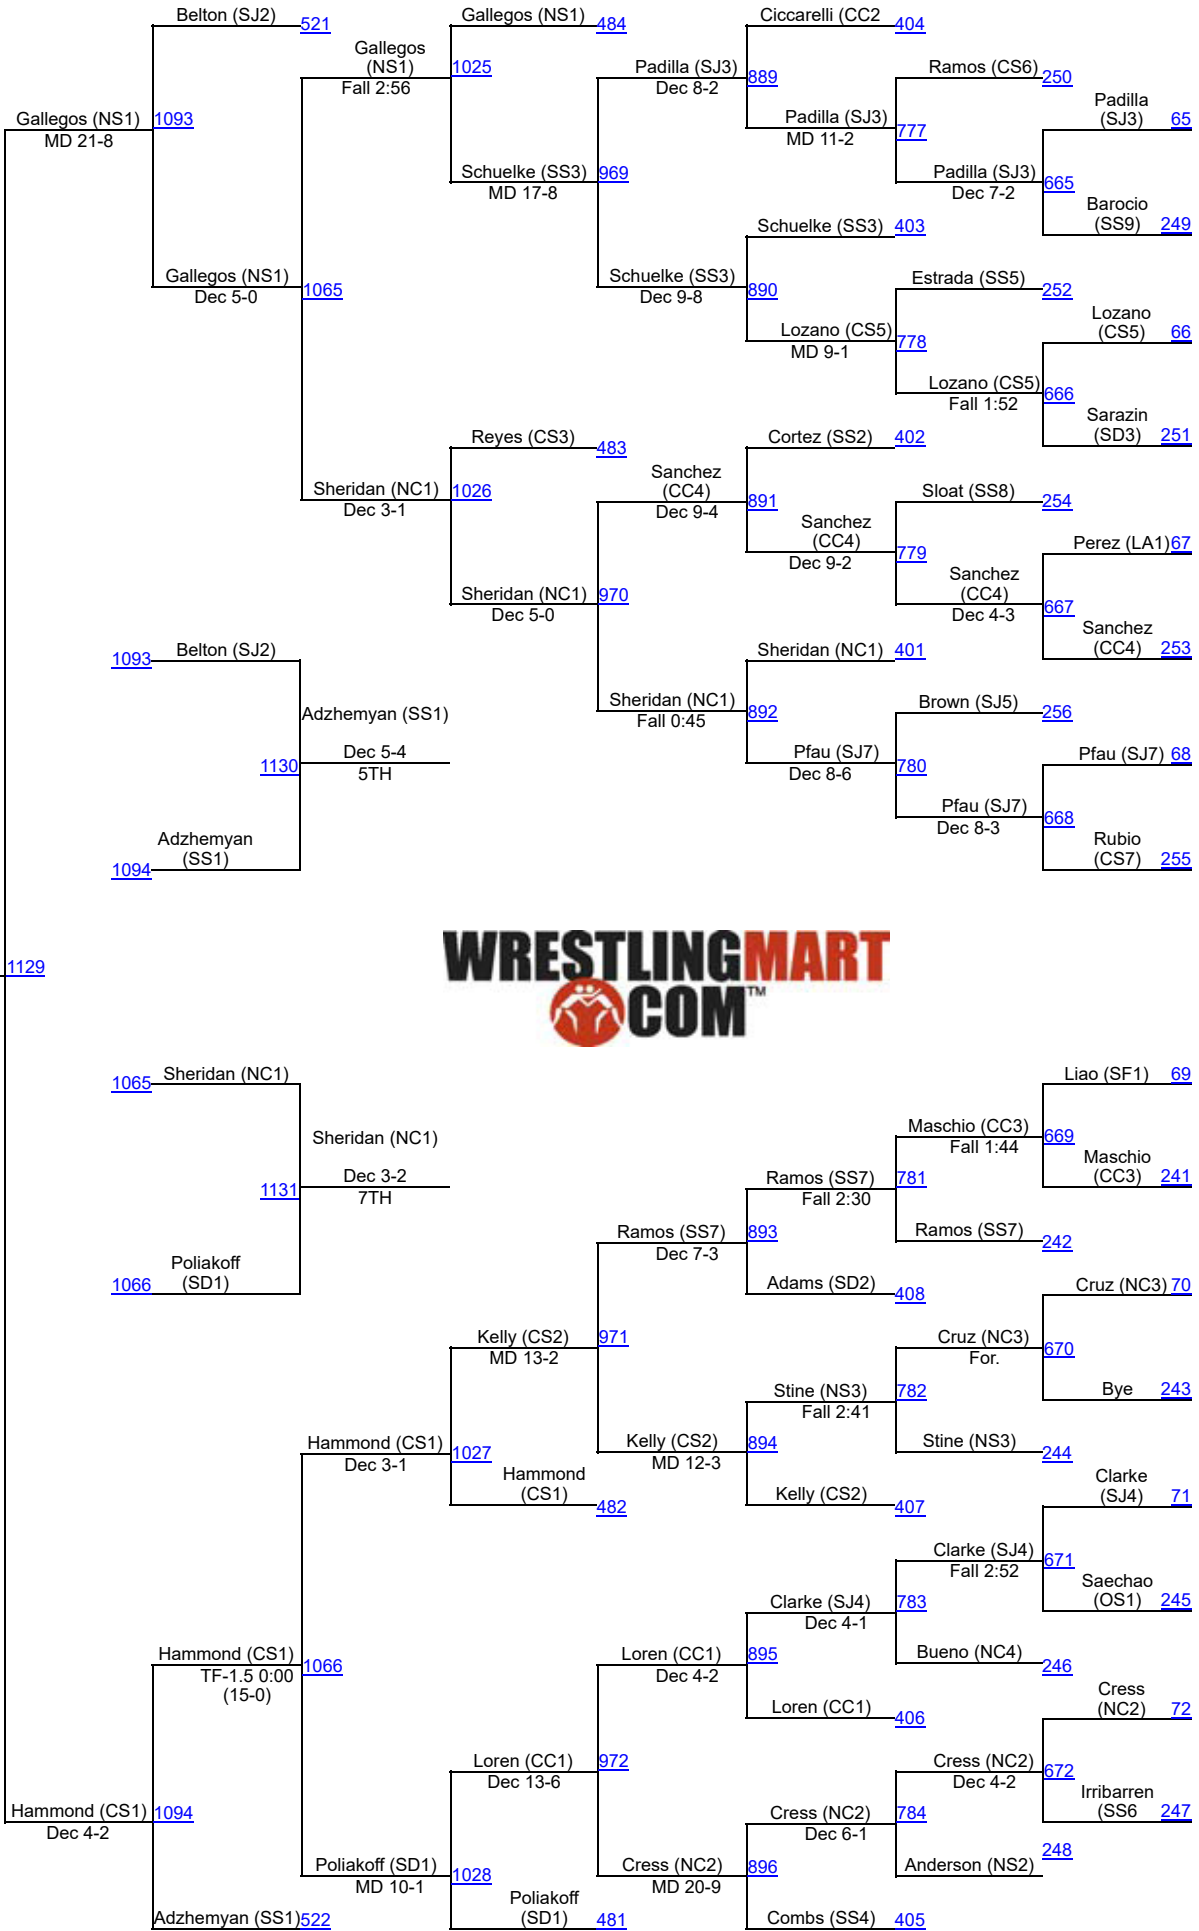 Belton (SJ2)
521
Gallegos (NS1)
484
Ciccarelli (CC2
404
Gallegos
(NS1)
Fall 2:56
1025
Padilla (SJ3)
Dec 8-2
889
Ramos (CS6)
250
Gallegos (NS1)
MD 21-8
1093
Padilla (SJ3)
MD 11-2
777
Padilla
(SJ3)
65
Schuelke (SS3)
MD 17-8
969
Padilla (SJ3)
Dec 7-2
665
Barocio
(SS9)
249
Schuelke (SS3)
403
Gallegos (NS1)
Dec 5-0
1065
Schuelke (SS3)
Dec 9-8
890
Estrada (SS5)
252
Lozano (CS5)
MD 9-1
778
Lozano
(CS5)
66
Lozano (CS5)
Fall 1:52
666
Sarazin
(SD3)
251
Reyes (CS3)
483
Cortez (SS2)
402
Sheridan (NC1)
Dec 3-1
1026
Sanchez
(CC4)
Dec 9-4
891
Sloat (SS8)
254
Sanchez
(CC4)
Dec 9-2
779
Perez (LA1)
67
Sheridan (NC1)
Dec 5-0
970
Sanchez
(CC4)
Dec 4-3
667
Sanchez
(CC4)
253
1093
Belton (SJ2)
Sheridan (NC1)
401
Adzhemyan (SS1)
Dec 5-4
5TH
1130
Sheridan (NC1)
Fall 0:45
892
Brown (SJ5)
256
Pfau (SJ7)
Dec 8-6
780
Pfau (SJ7)
68
Pfau (SJ7)
Dec 8-3
668
Adzhemyan
(SS1)
1094
Rubio
(CS7)
255
WRESTLINGMART
COM™
1129
1065
Sheridan (NC1)
Liao (SF1)
69
Sheridan (NC1)
Dec 3-2
7TH
1131
Maschio (CC3)
Fall 1:44
669
Ramos (SS7)
Fall 2:30
781
Maschio
(CC3)
241
Ramos (SS7)
Dec 7-3
893
Ramos (SS7)
242
Poliakoff
(SD1)
1066
Adams (SD2)
408
Cruz (NC3)
70
Kelly (CS2)
MD 13-2
971
Cruz (NC3)
For.
670
Stine (NS3)
Fall 2:41
782
Bye
243
Hammond (CS1)
Dec 3-1
1027
Kelly (CS2)
MD 12-3
894
Stine (NS3)
244
Hammond
(CS1)
482
Kelly (CS2)
407
Clarke
(SJ4)
71
Clarke (SJ4)
Fall 2:52
671
Clarke (SJ4)
Dec 4-1
783
Saechao
(OS1)
245
Hammond (CS1)
TF-1.5 0:00
(15-0)
1066
Loren (CC1)
Dec 4-2
895
Bueno (NC4)
246
Loren (CC1)
406
Cress
(NC2)
72
Loren (CC1)
Dec 13-6
972
Cress (NC2)
Dec 4-2
672
Hammond (CS1)
Dec 4-2
1094
Cress (NC2)
Dec 6-1
784
Irribarren
(SS6
247
248
Poliakoff (SD1)
MD 10-1
1028
Cress (NC2)
MD 20-9
896
Anderson (NS2)
Adzhemyan (SS1)
522
Poliakoff
(SD1)
481
Combs (SS4)
405